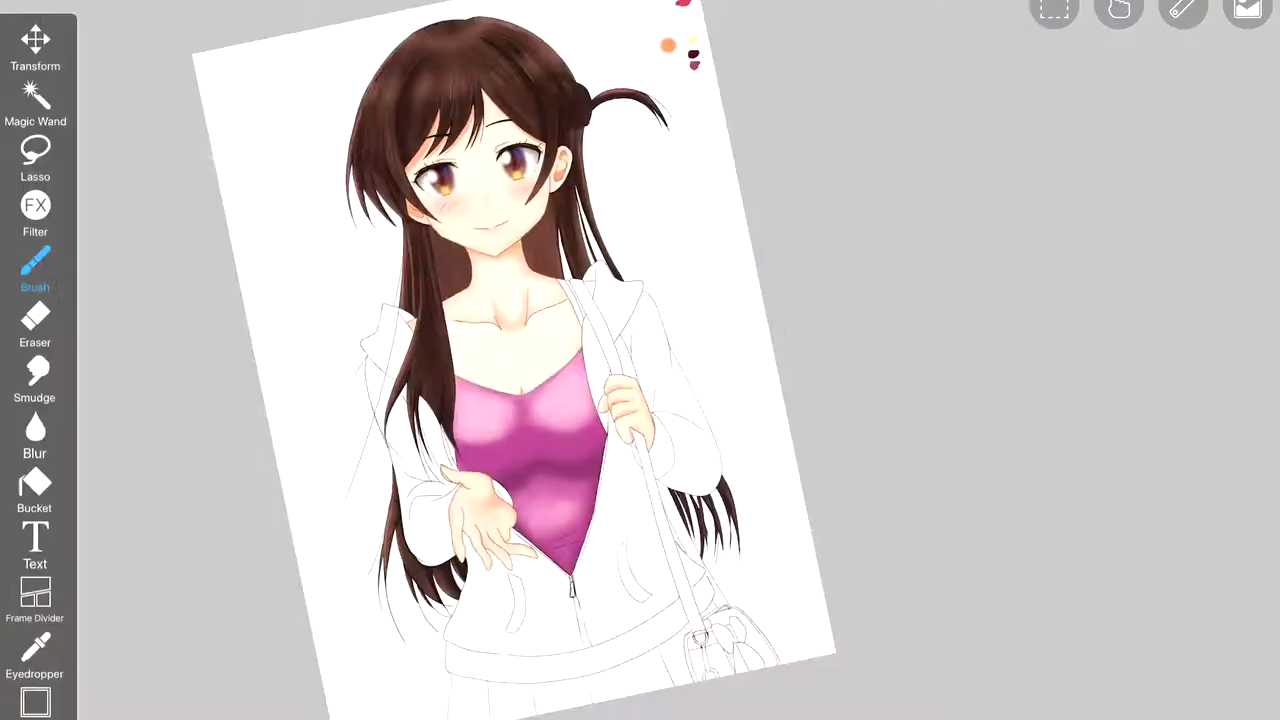 Transform
Magic Wand
Lasso
FX
Filter
Brush
Eraser
Smudge
Blur
Bucket
T
Text
Frame Divider
Eyedropper